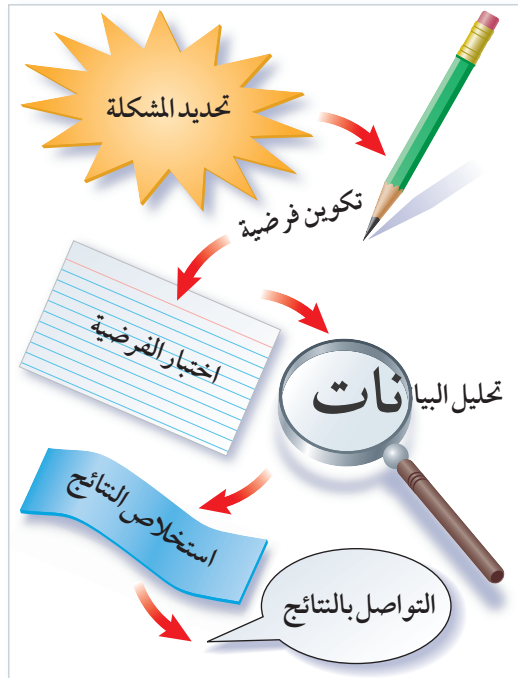 تحديد المشكلة
تكوين فرضية
اختبار الفرضية
تحليل البيانات
استخلاص النتائج
التواصل بالنتائج